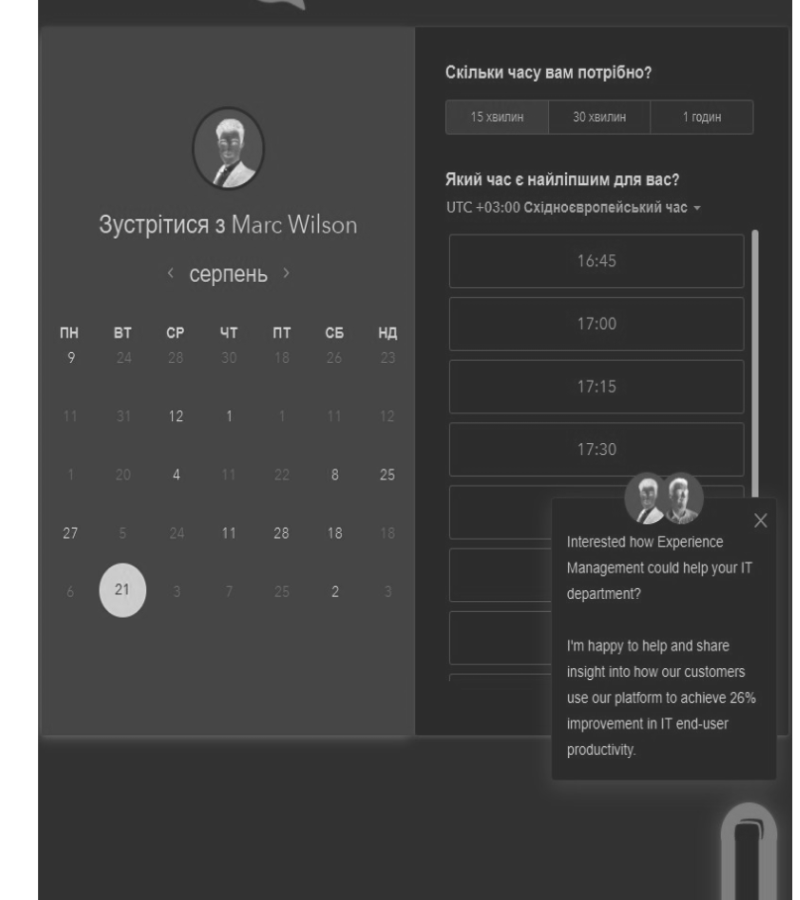 Зустрітися з Marc Wilson
серпень
ПН ВТ СР ЧТ ПТ СБ НД
9 24 28 30 18 26 23
11 31 12 1 1 11 12
1 20 4 11 22 8 25
27 5 24 11 28 18 18
6 21 3 7 25 2 3
Скільки часу вам потрібно?
15 хвилин 30 хвилин 1 годин
Який час є найліпшим для вас?
UTC +03:00 Східноєвропейський час
16:45
17:00
17:15
17:30
Interested how Experience
Management could help your IT
department?
I'm happy to help and share
insight into how our customers
use our platform to achieve 26%
improvement in IT end-user
productivity.